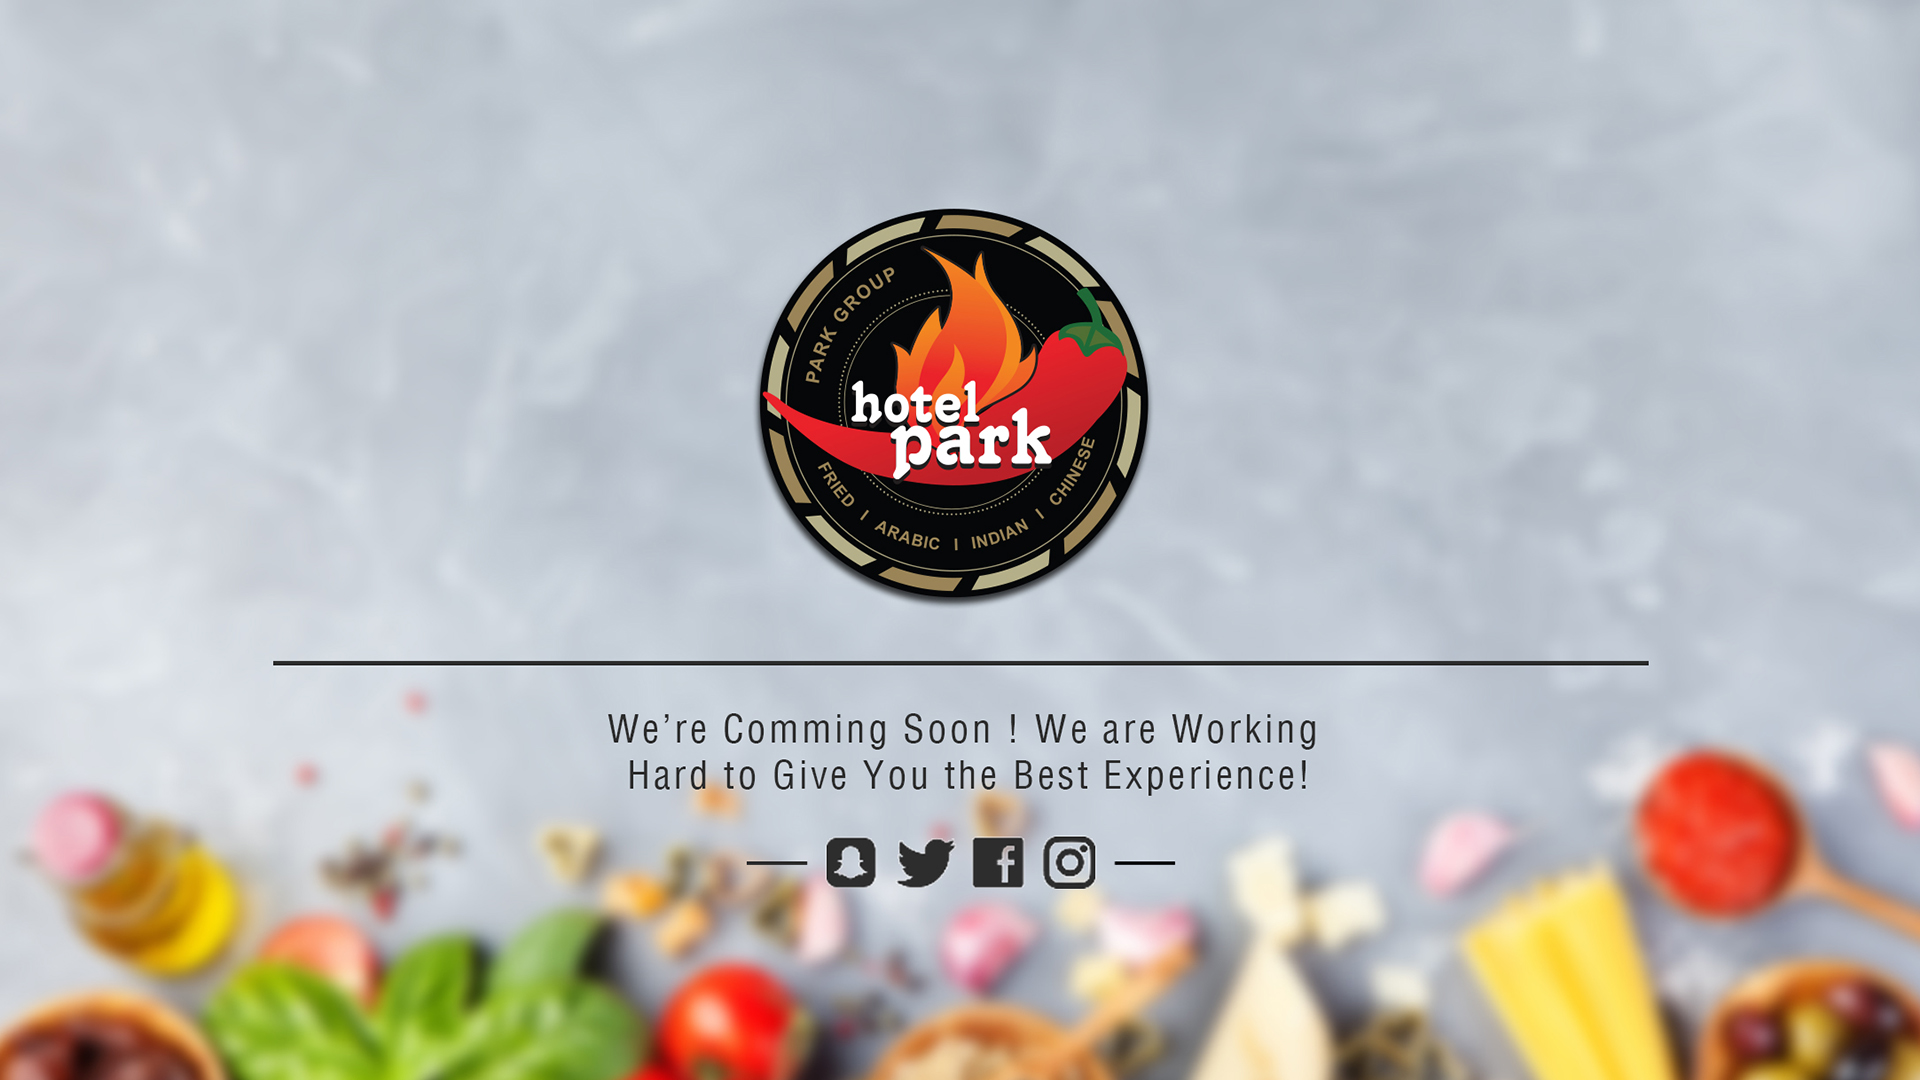 PARK GROUP
hotel
park
FRIED I ARABIC I INDIAN I CHINESE
We’re Comming Soon ! We are Working
Hard to Give You the Best Experience!